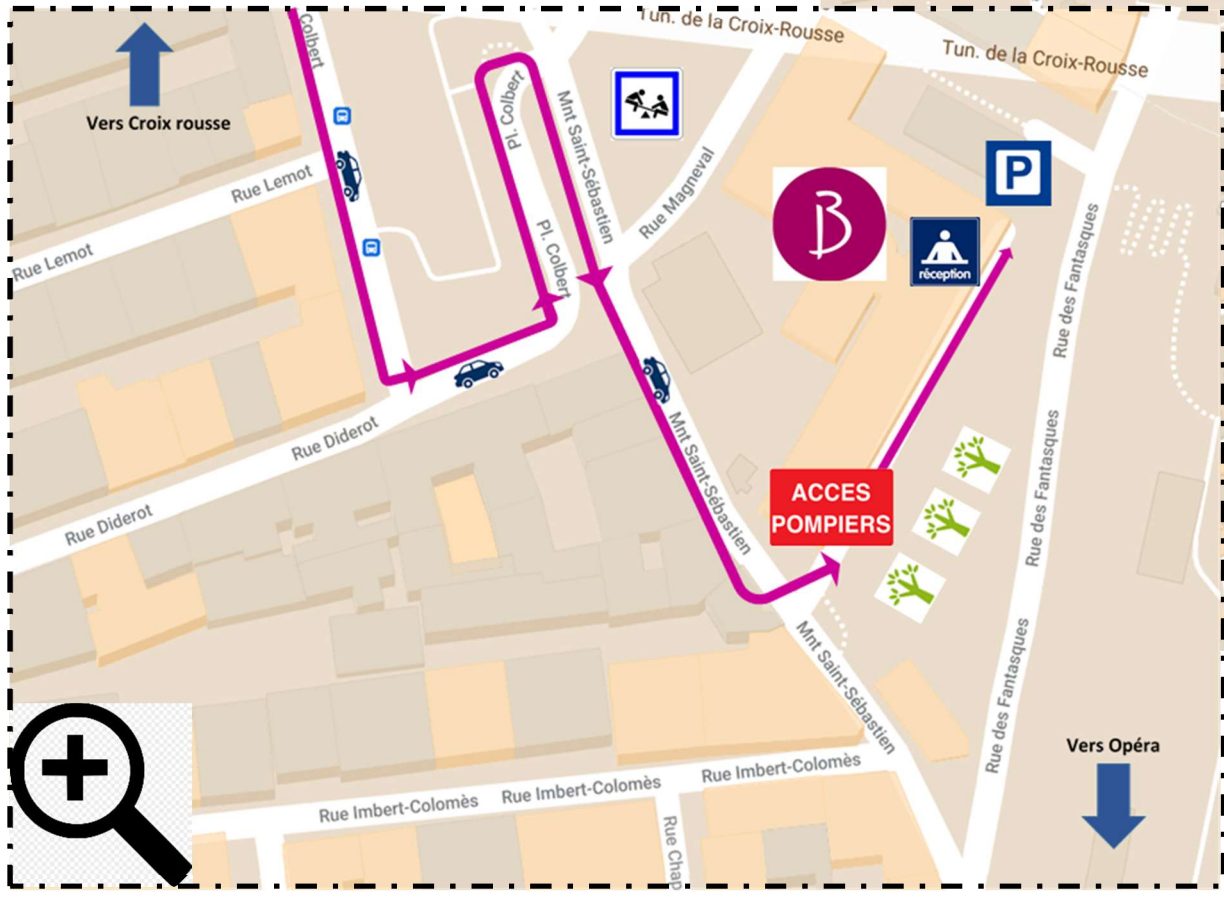 Colbert
Tun. de la Croix-Rousse
Tun. de la Croix-Rousse
Vers Croix rousse
Pl. Colbert
Mnt Saint-Sébastien
P
Rue Lemot
Rue Magneval
B
réception
Rue Lemot
Pl. Colbert
Rue des Fantasques
Rue Diderot
Mnt Saint-Sébastien
ACCES
POMPIERS
Rue des Fantasques
Rue Diderot
Mnt Saint-Sébastien
Rue des Fantasques
Vers Opéra
Rue Imbert-Colomès
Rue Imbert-Colomès
Rue Imbert-Colomès
Rue Chap